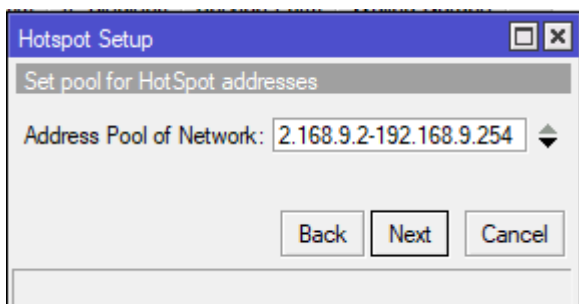 Hotspot Setup
Set pool for HotSpot addresses
Address Pool of Network: 2.168.9.2-192.168.9.254
Back Next Cancel